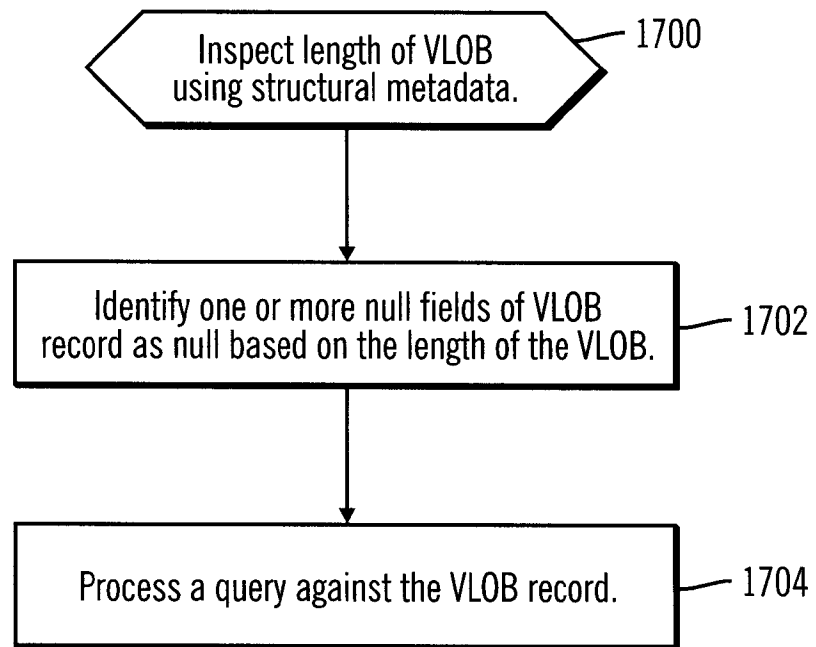 Inspect length of VLOB
using structural metadata.
1700
Identify one or more null fields of VLOB
record as null based on the length of the VLOB.
1702
Process a query against the VLOB record.
1704